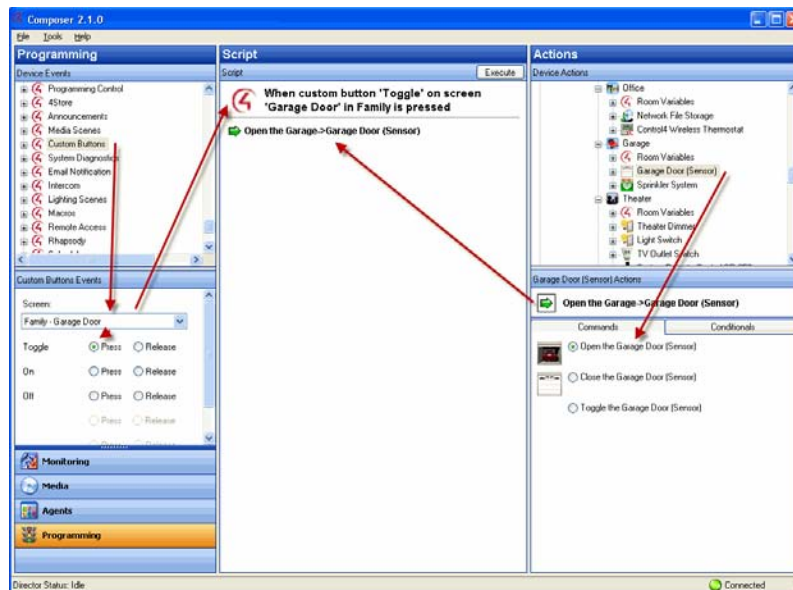 Composer 2.1.0
File Tools Help
Programming
Device Events
Programming Control
4Store
Announcements
Media Scenes
Custom Buttons
System Diagnostics
Email Notification
Intercom
Lighting Scenes
Macros
Remote Access
Rhapsody
Custom Buttons Events
Screen:
Family - Garage Door
Toggle Press Release
On Press Release
Off Press Release
Press Release
Press Release
Monitoring
Media
Agents
Programming
Script
Script Execute
When custom button 'Toggle' on screen
'Garage Door' in Family is pressed
Open the Garage->Garage Door (Sensor)
Actions
Device Actions
Office
Room Variables
Network File Storage
Control4 Wireless Thermostat
Garage
Room Variables
Garage Door (Sensor)
Sprinkler System
Theater
Room Variables
Theater Dimmer
Light Switch
TV Outlet Switch
Garage Door (Sensor) Actions
Open the Garage->Garage Door (Sensor)
Commands Conditionals
Open the Garage Door (Sensor)
Close the Garage Door (Sensor)
Toggle the Garage Door (Sensor)
Director Status: Idle
Connected